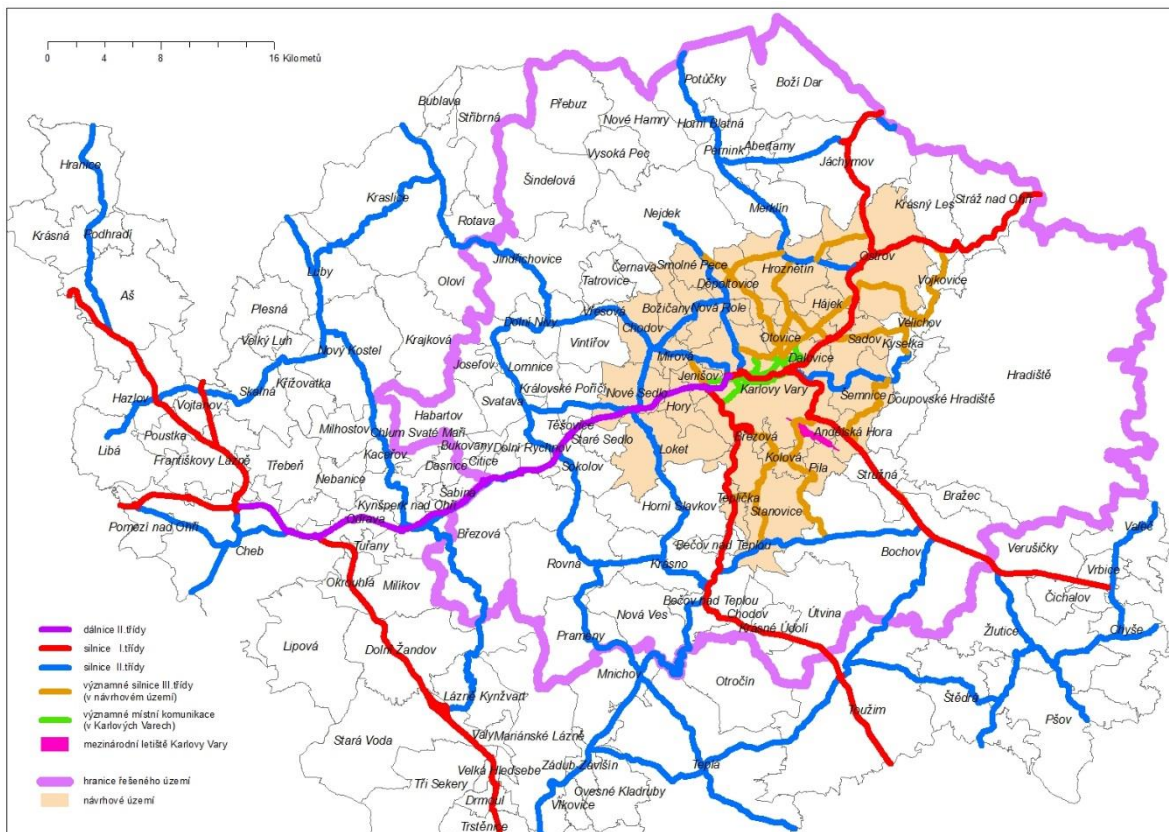 0 4 8 16 Kilometrů
Potůčky
Boží Dar
Bublava
Stříbrná
Přebuz
Nové Hamry
Horní Blatná
Hranice
Vysoká Pec
Pernink
Abertamy
Jáchymov
Šindelová
Kraslice
Rotava
Krásný Les
Stráž nad Ohří
Nejdek
Merklín
Krásná
Podhradí
Jindřichovice
Ostrov
Luby
Smolné Pece
Hroznětín
Černava
Vojkovice
Aš
Oloví
Tatrovice
Depoltovice
Plesná
Božičany
Nová Role
Hájek
Vřesová
Dolní Nivy
Chodov
Velichov
Velký Luh
Nový Kostel
Krajková
Vintířov
Otovice
Sadov
Kyselka
Josefov
Lomnice
Mírová
Dalovice
Křižovatka
Skalná
Jenišov
Karlovy Vary
Hradiště
Hazlov
Vojtanov
Svatava
Královské Poříčí
Nové Sedlo
Šemnice
Doupovské Hradiště
Hory
Habartov
Milhostov
Chlum Svaté Maří
Těšovice
Poustka
Bukovany
Dolní Rychnov
Staré Sedlo
Březová
Andělská Hora
Libá
Františkovy Lázně
Kaceřov
Citice
Loket
Kolová
Dasnice
Sokolov
Pila
Třebeň
Nebanice
Šabina
Stružná
Kynšperk nad Ohří
Teplička
Bražec
Horní Slavkov
Stanovice
Pomezí nad Ohří
Odrava
Valeč
Cheb
Březová
Tuřany
Bečov nad Teplou
Bochov
Verušičky
Rovná
Krásno
Vrbice
Okrouhlá
Milíkov
Čichalov
Bečov nad Teplou
Nová Ves
Chodov
Útvina
Krásné Údolí
Chyše
Žlutice
Lipová
Prameny
Dolní Žandov
Mnichov
Otročín
Štědrá
Lázně Kynžvart
Toužim
Pšov
Stará Voda
Valy
Mariánské Lázně
Zádub-Závišín
Teplá
Velká Hleďsebe
Tři Sekery
Ovesné Kladruby
Vlkovice
Drmoul
Trstěnice
dálnice II.třídy
silnice I.třídy
silnice II.třídy
významné silnice III.třídy
(v návrhovém území)
významné místní komunikace
(v Karlových Varech)
mezinárodní letiště Karlovy Vary
hranice řešeného území
návrhové území